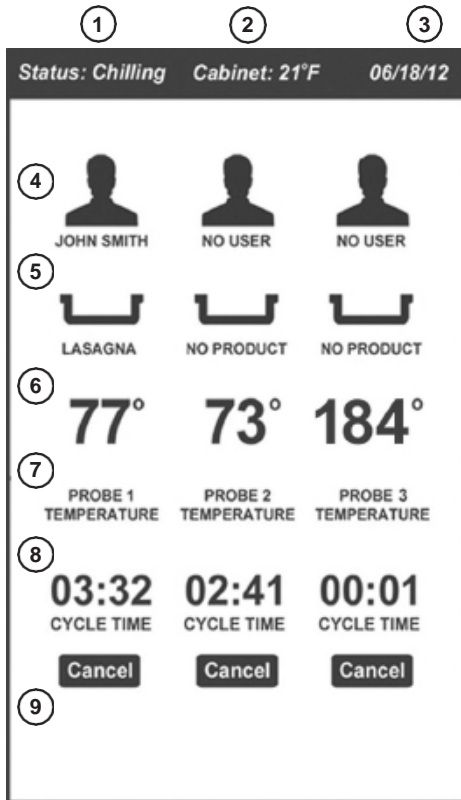 1 2 3
Status: Chilling Cabinet: 21°F 06/18/12
4
JOHN SMITH NO USER NO USER
5
LASAGNA NO PRODUCT NO PRODUCT
6
77° 73° 184°
7
PROBE 1 PROBE 2 PROBE 3
TEMPERATURE TEMPERATURE TEMPERATURE
8
03:32 02:41 00:01
CYCLE TIME CYCLE TIME CYCLE TIME
Cancel Cancel Cancel
9